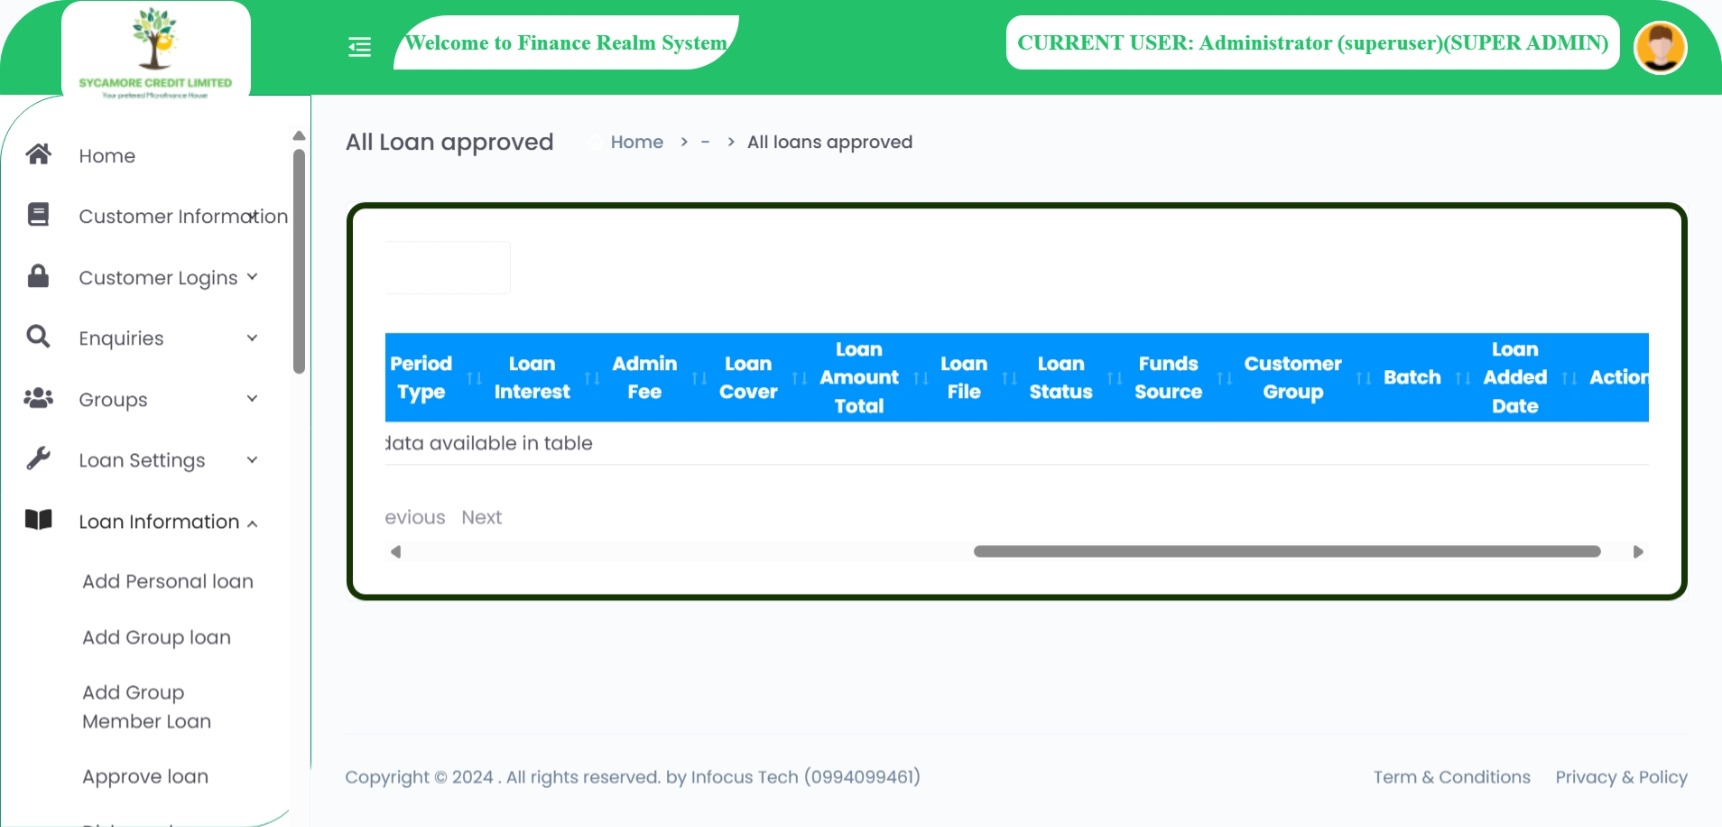 SYCAMORE CREDIT LIMITED
Your prefered Microfinance House
Welcome to Finance Realm System
CURRENT USER: Administrator (superuser)(SUPER ADMIN)
Home
Customer Information
Customer Logins
Enquiries
Groups
Loan Settings
Loan Information
Add Personal loan
Add Group loan
Add Group
Member Loan
Approve loan
All Loan approved
Home > - > All loans approved
Period Type
Loan Interest
Admin Fee
Loan Cover
Loan Amount Total
Loan File
Loan Status
Funds Source
Customer Group
Batch
Loan Added Date
Action
data available in table
evious Next
Copyright © 2024 . All rights reserved. by Infocus Tech (0994099461)
Term & Conditions Privacy & Policy